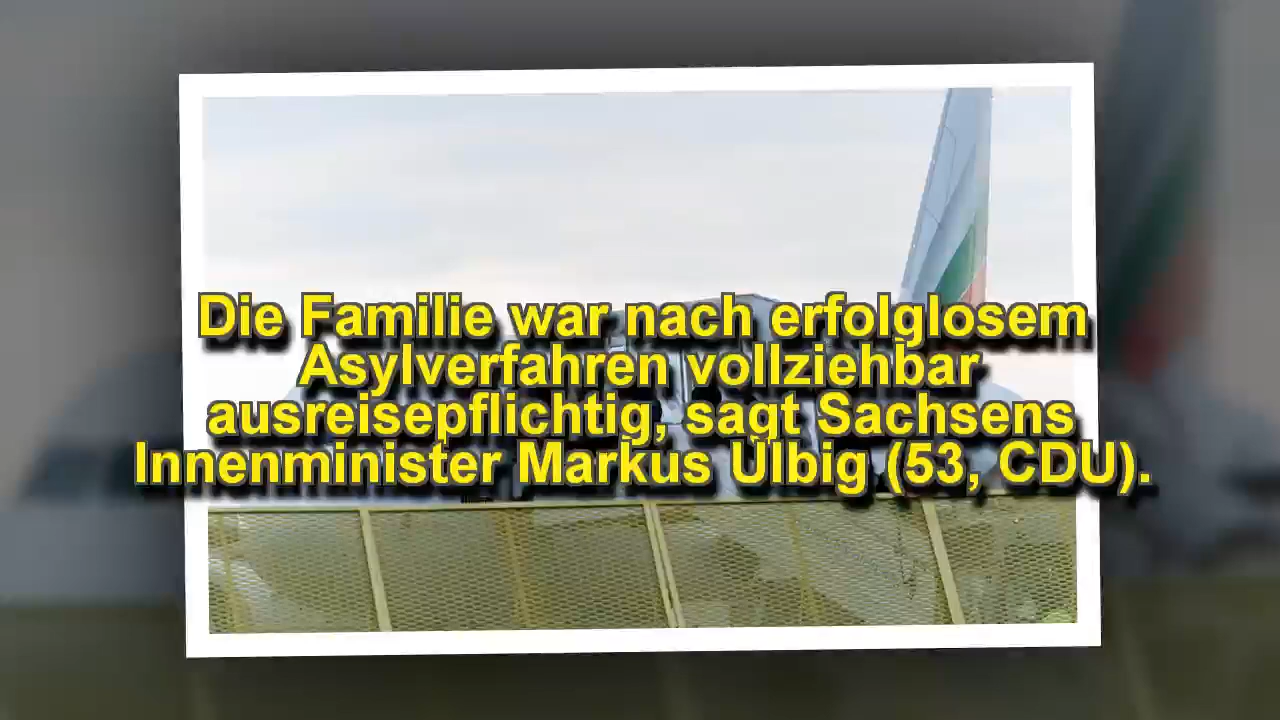 Die Familie war nach erfolglosem
Asylverfahren vollziehbar
ausreisepflichtig, sagt Sachsens
Innenminister Markus Ulbig (53, CDU).